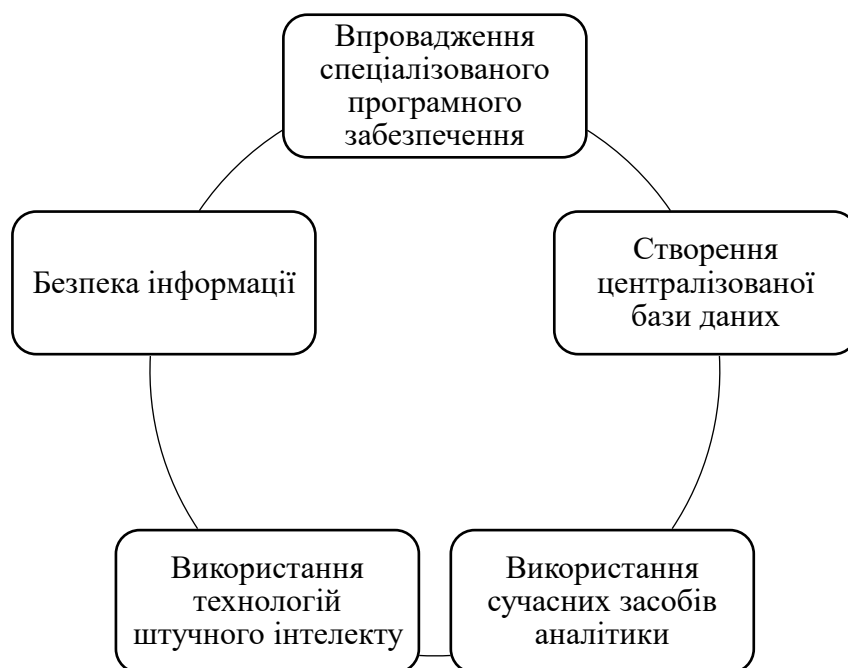 Впровадження
спеціалізованого
програмного
забезпечення
Безпека інформації
Створення
централізованої
бази даних
Використання
технологій
штучного інтелекту
Використання
сучасних засобів
аналітики